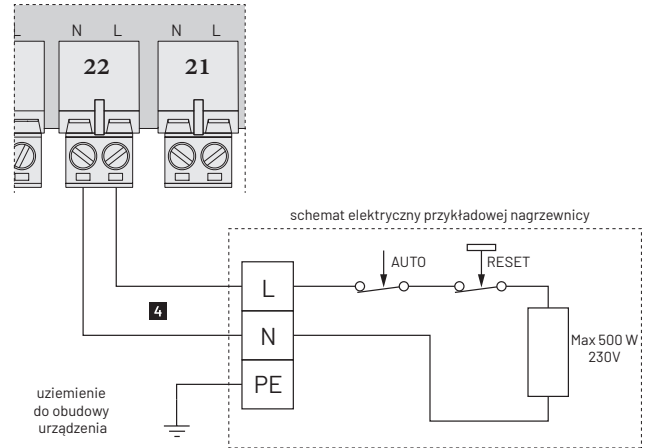 L N L N L
22 21
schemat elektryczny przykładowej nagrzewnicy
AUTO RESET
L
4
N
Max 500 W
230V
PE
uziemienie
do obudowy
urządzenia